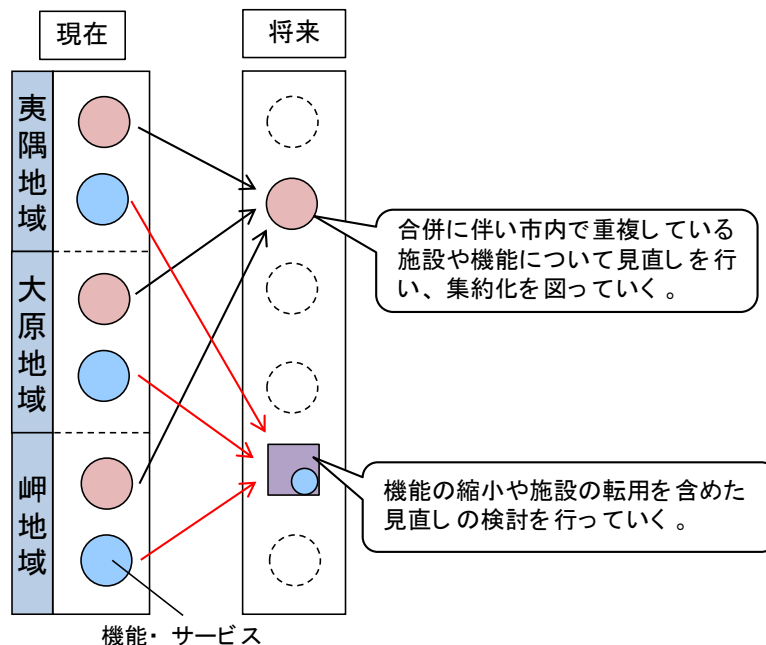 現在
将来
夷隅地域
大原地域
岬地域
合併に伴い市内で重複している
施設や機能について見直しを行
い、集約化を図っていく。
機能の縮小や施設の転用を含めた
見直しの検討を行っていく。
機能・サービス